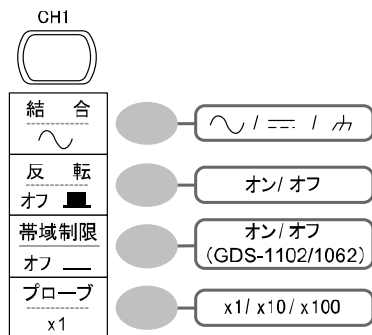 CH1
結 合
/ / 
反 転
オフ
オン/ オフ
帯域制限
オフ
オン/ オフ
(GDS-1102/1062)
プローブ
x1
x1/ x10/ x100